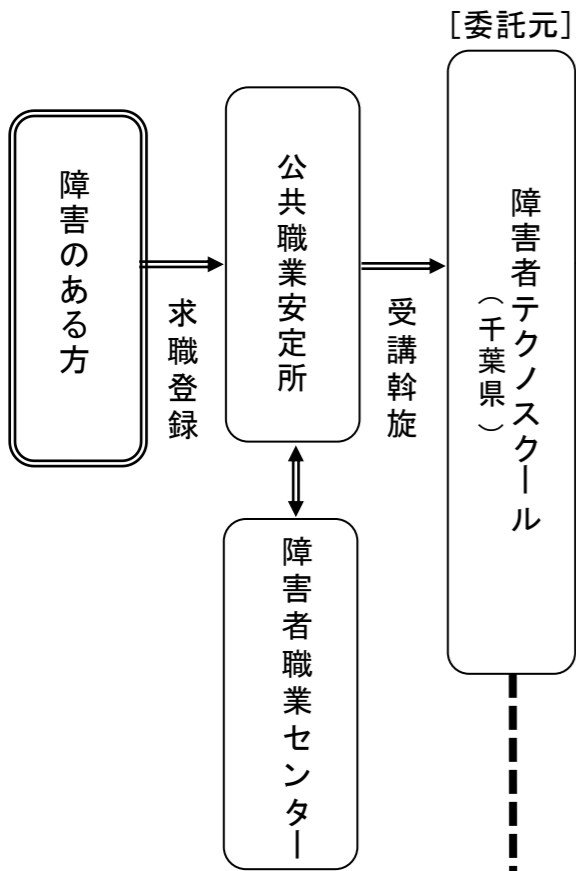 [委託元]
障害のある方
求職登録
公共職業安定所
受講斡旋
障害者テクノスクール
(千葉県)
障害者職業センター